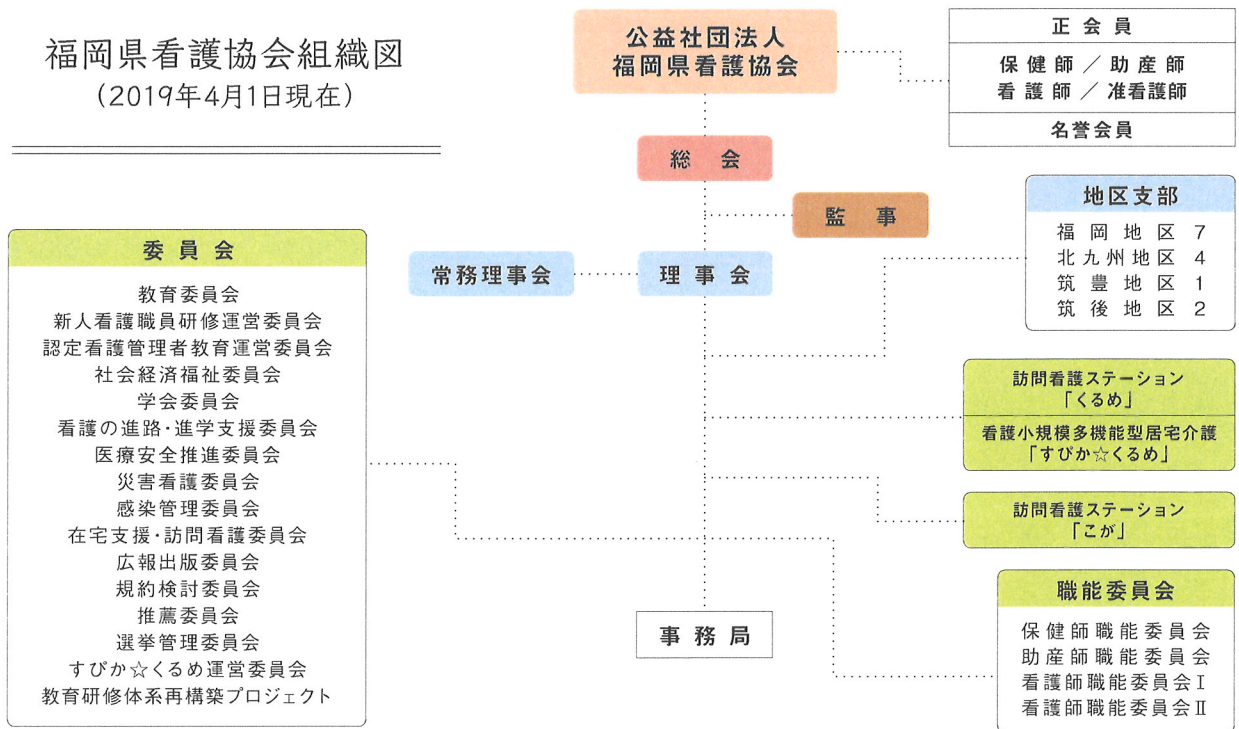 福岡県看護協会組織図
（2019年4月1日現在）
公益社団法人
福岡県看護協会
正会員
保健師／助産師
看護師／准看護師
名誉会員
総会
監事
常務理事会
理事会
地区支部
福岡地区 7
北九州地区 4
筑豊地区 1
筑後地区 2
委員会
教育委員会
新人看護職員研修運営委員会
認定看護管理者教育運営委員会
社会経済福祉委員会
学会委員会
看護の進路・進学支援委員会
医療安全推進委員会
災害看護委員会
感染管理委員会
在宅支援・訪問看護委員会
広報出版委員会
規約検討委員会
推薦委員会
選挙管理委員会
すぴか☆くるめ運営委員会
教育研修体系再構築プロジェクト
訪問看護ステーション
「くるめ」
看護小規模多機能型居宅介護
「すぴか☆くるめ」
訪問看護ステーション
「こが」
事務局
職能委員会
保健師職能委員会
助産師職能委員会
看護師職能委員会Ⅰ
看護師職能委員会Ⅱ